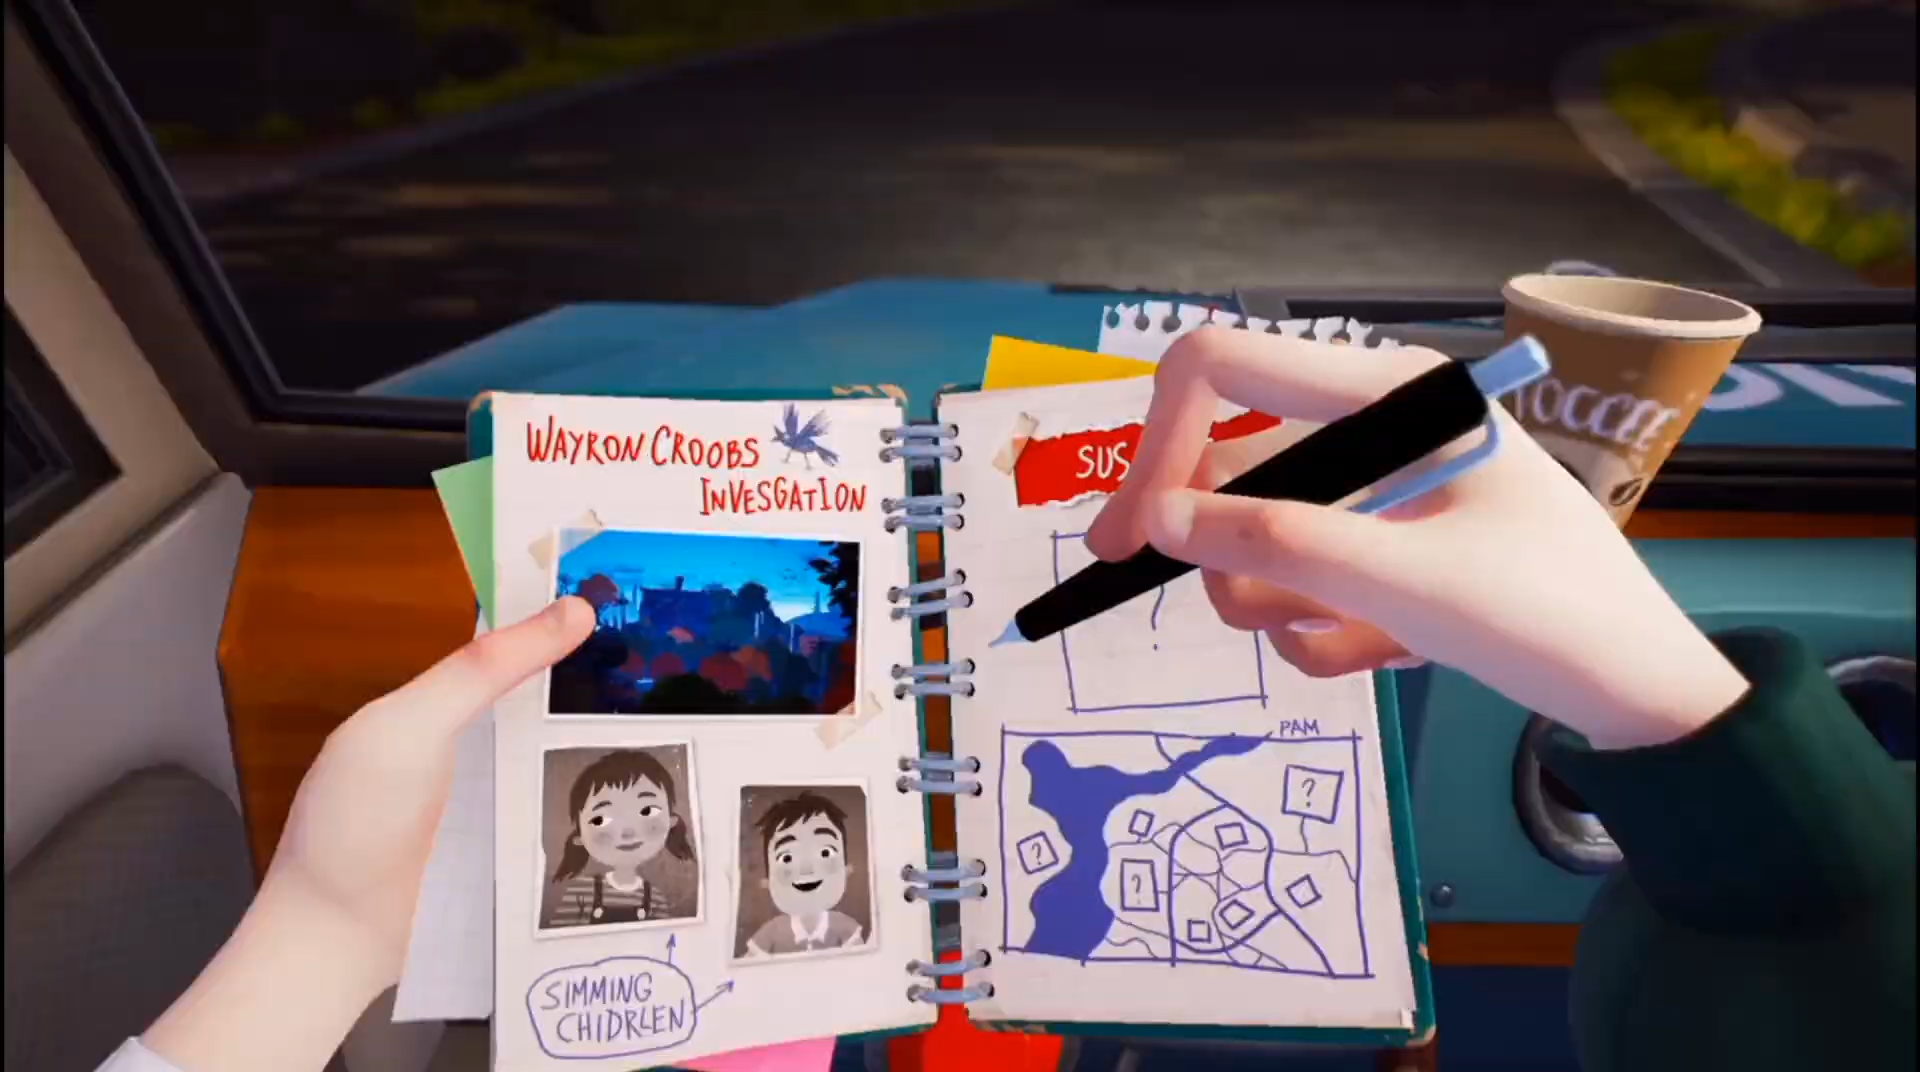 WAYRON CROOBS
INVESGATION
SUS
?
PAM
?
?
?
SIMMING
CHIDRLEN